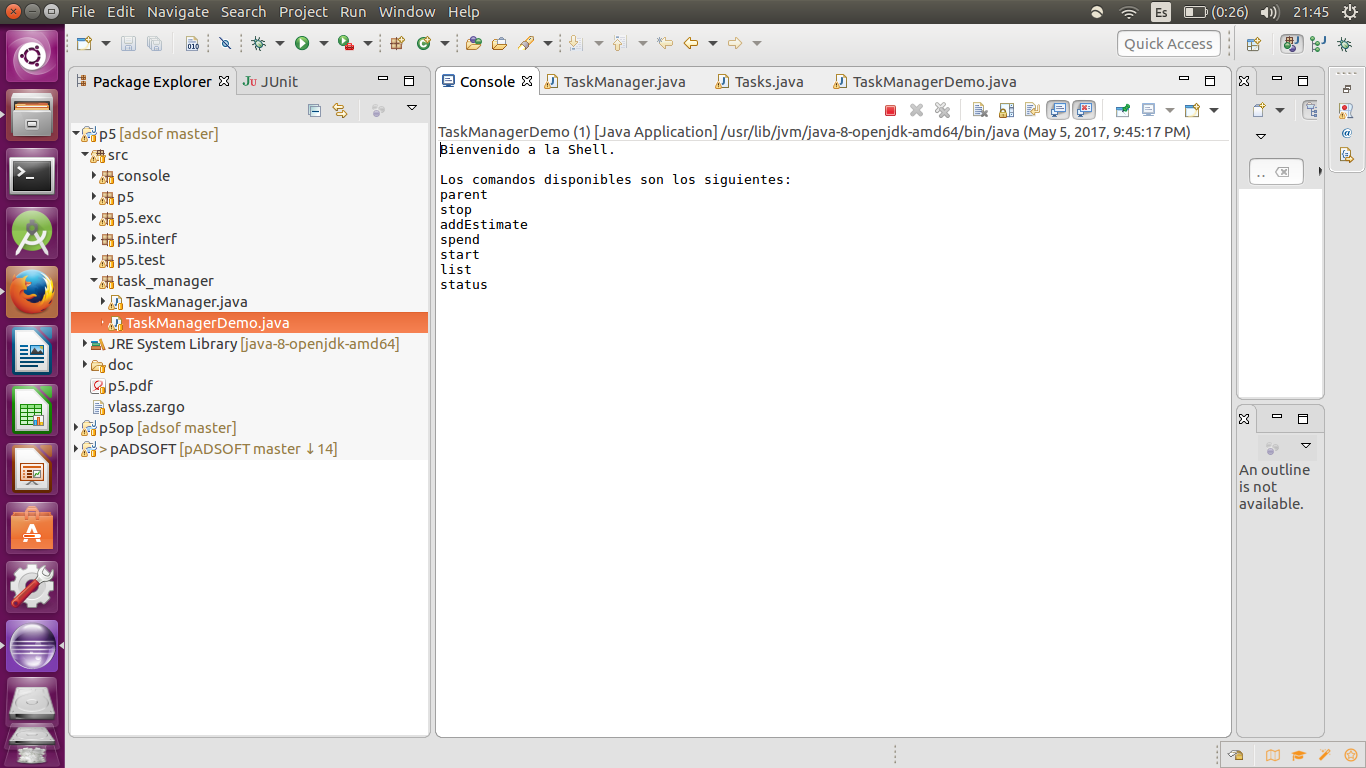 File Edit Navigate Search Project Run Window Help
Es (0:26) 21:45
010
Quick Access
Package Explorer
JU JUnit
p5 [adsof master]
src
console
p5
p5.exc
p5.interf
p5.test
task_manager
TaskManager.java
TaskManagerDemo.java
JRE System Library [java-8-openjdk-amd64]
doc
p5.pdf
vlass.zargo
p5op [adsof master]
> pADSOFT [pADSOFT master ↓14]
Console TaskManager.java Tasks.java TaskManagerDemo.java
TaskManagerDemo (1) [Java Application] /usr/lib/jvm/java-8-openjdk-amd64/bin/java (May 5, 2017, 9:45:17 PM)
Bienvenido a la Shell.
Los comandos disponibles son los siguientes:
parent
stop
addEstimate
spend
start
list
status
..
An outline
is not
available.